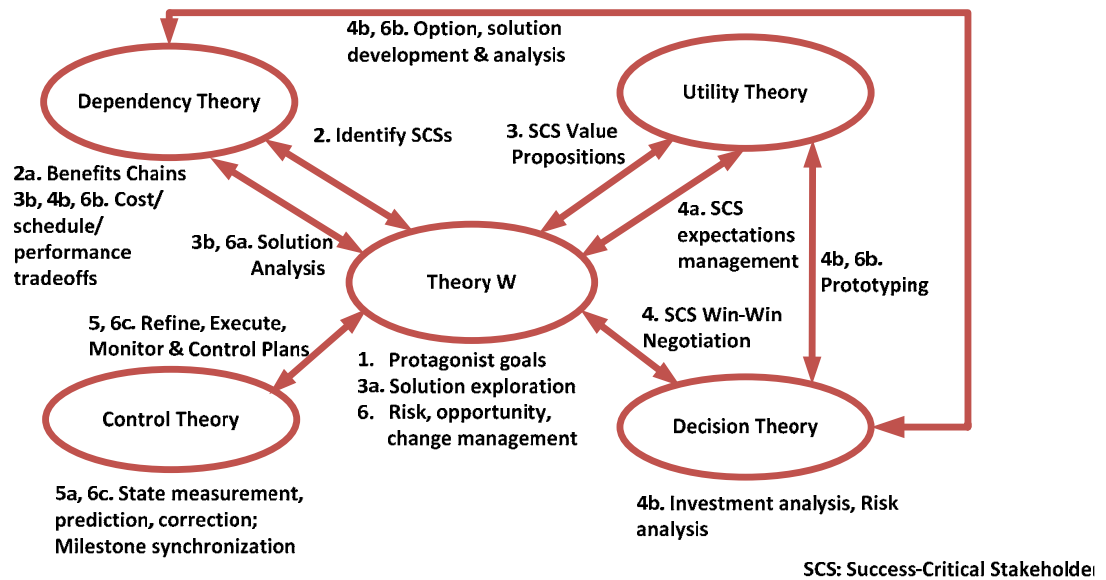 4b, 6b. Option, solution
development & analysis
Dependency Theory
Utility Theory
2. Identify SCSs
3. SCS Value
Propositions
2a. Benefits Chains
3b, 4b, 6b. Cost/
schedule/
performance
tradeoffs
3b, 6a. Solution
Analysis
4a. SCS
expectations
management
4b, 6b.
Prototyping
Theory W
5, 6c. Refine, Execute,
Monitor & Control Plans
4. SCS Win-Win
Negotiation
1. Protagonist goals
3a. Solution exploration
6. Risk, opportunity,
change management
Control Theory
Decision Theory
5a, 6c. State measurement,
prediction, correction;
Milestone synchronization
4b. Investment analysis, Risk
analysis
SCS: Success-Critical Stakeholder